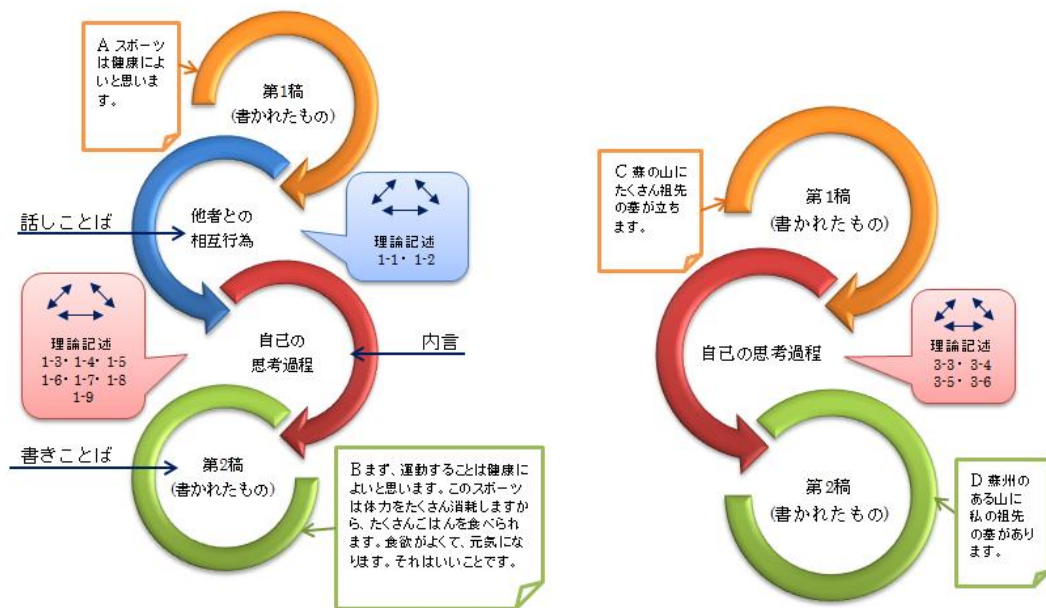 A スポーツ
は健康によ
いと思いま
す。
第1稿
(書かれたもの)
他者との
相互行為
理論記述
1-1・ 1-2
話しことば
理論記述
1-3・ 1-4・ 1-5
1-6・ 1-7・ 1-8
1-9
自己の
思考過程
内言
書きことば
第2稿
(書かれたもの)
B まず、運動することは健康に
よいと思います。このスポーツ
は体力をたくさん消耗しますか
ら、たくさんごはんを食べられ
ます。食欲がよくて、元気にな
ります。それはいいことです。
C 蘇の山に
たくさん祖先
の墓が立ち
ます。
第1稿
(書かれたもの)
自己の思考過程
理論記述
3-3・ 3-4
3-5・ 3-6
第2稿
(書かれたもの)
D 蘇州の
ある山に
私の祖先
の墓があり
ます。